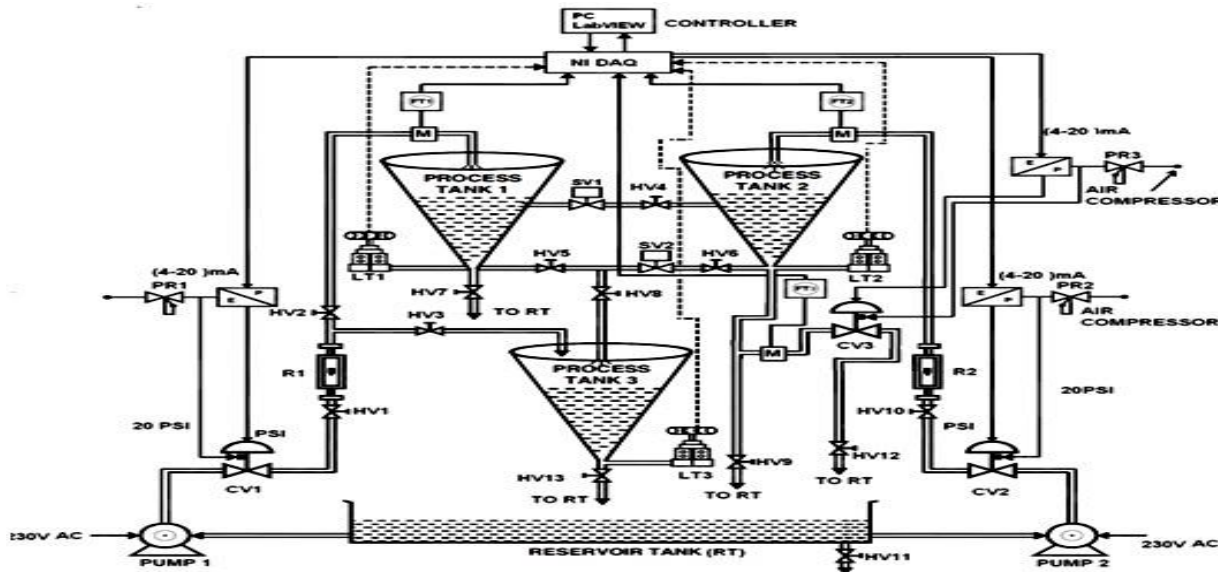 PC
LabVIEW
CONTROLLER
NI DAQ
FT1
FT2
M
M
(4-20 )mA
PR3
E
P
AIR
COMPRESSOR
PROCESS
TANK 1
SV1
HV4
PROCESS
TANK 2
LT1
HV5
SV2
HV6
LT2
(4-20 )mA
PR1
E
P
HV7
TO RT
HV8
(4-20 )mA
PR2
E
P
AIR
COMPRESSOR
HV2
HV3
CV3
M
R1
PROCESS
TANK 3
R2
HV1
HV10
20 PSI
PSI
20PSI
PSI
CV1
HV13
TO RT
LT3
HV9
TO RT
HV12
TO RT
CV2
230V AC
PUMP 1
RESERVOIR TANK (RT)
HV11
PUMP 2
230V AC